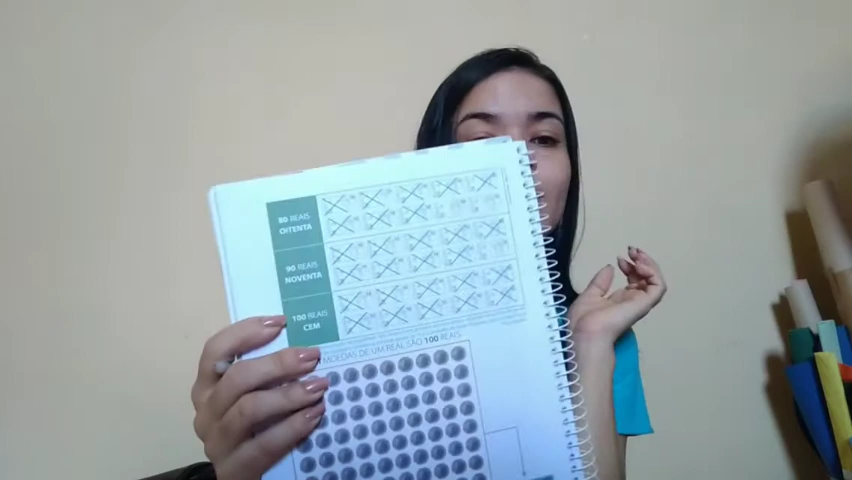 80 REAIS
OITENTA
90 REAIS
NOVENTA
100 REAIS
CEM
MOEDAS DE UM REAL SÃO 100 REAIS